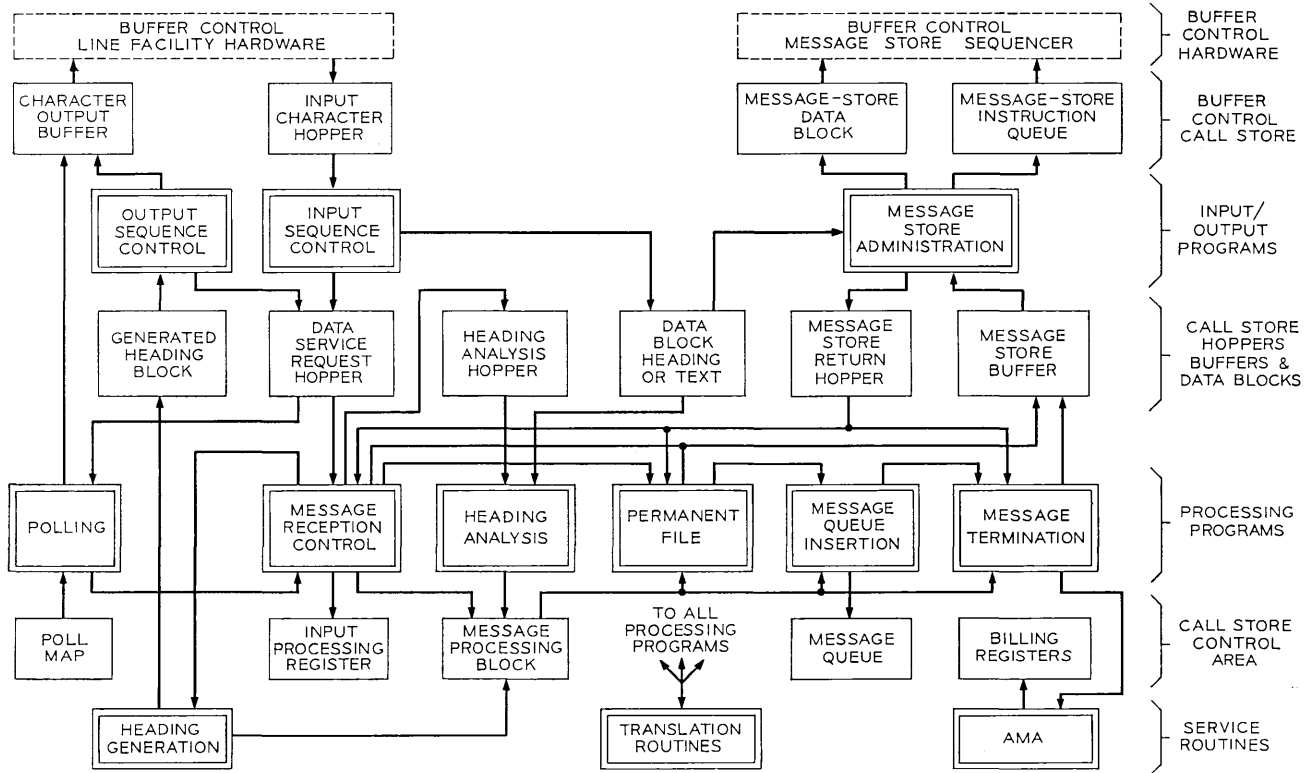 BUFFER CONTROL
LINE FACILITY HARDWARE
BUFFER CONTROL
MESSAGE STORE SEQUENCER
BUFFER
CONTROL
HARDWARE
CHARACTER
OUTPUT
BUFFER
INPUT
CHARACTER
HOPPER
MESSAGE-STORE
DATA
BLOCK
MESSAGE-STORE
INSTRUCTION
QUEUE
BUFFER
CONTROL
CALL STORE
OUTPUT
SEQUENCE
CONTROL
INPUT
SEQUENCE
CONTROL
MESSAGE
STORE
ADMINISTRATION
INPUT/
OUTPUT
PROGRAMS
GENERATED
HEADING
BLOCK
DATA
SERVICE
REQUEST
HOPPER
HEADING
ANALYSIS
HOPPER
DATA
BLOCK
HEADING
OR TEXT
MESSAGE
STORE
RETURN
HOPPER
MESSAGE
STORE
BUFFER
CALL STORE
HOPPERS
BUFFERS &
DATA BLOCKS
POLLING
MESSAGE
RECEPTION
CONTROL
HEADING
ANALYSIS
PERMANENT
FILE
MESSAGE
QUEUE
INSERTION
MESSAGE
TERMINATION
PROCESSING
PROGRAMS
POLL
MAP
INPUT
PROCESSING
REGISTER
MESSAGE
PROCESSING
BLOCK
TO ALL
PROCESSING
PROGRAMS
MESSAGE
QUEUE
BILLING
REGISTERS
CALL STORE
CONTROL
AREA
HEADING
GENERATION
TRANSLATION
ROUTINES
AMA
SERVICE
ROUTINES